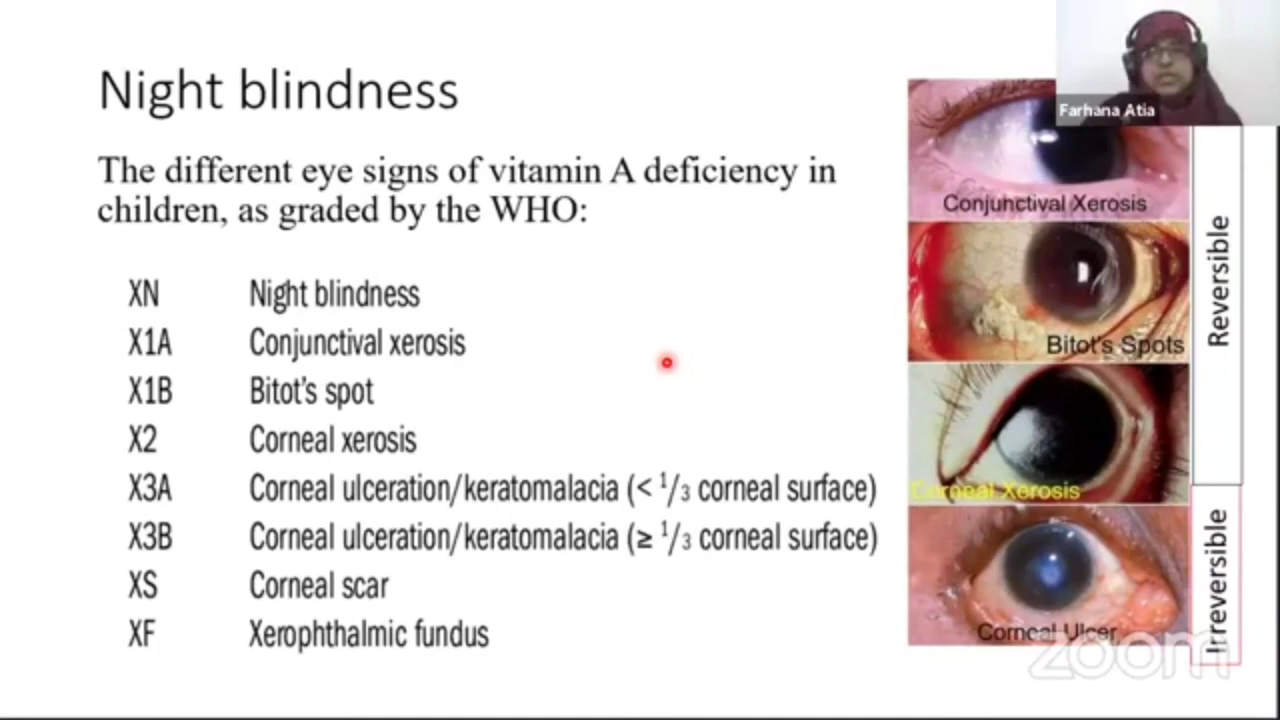 Night blindness
Farhana Atia
The different eye signs of vitamin A deficiency in
children, as graded by the WHO:
XN Night blindness
X1A Conjunctival xerosis
X1B Bitot's spot
X2 Corneal xerosis
X3A Corneal ulceration/keratomalacia (< 1/3 corneal surface)
X3B Corneal ulceration/keratomalacia (≥ 1/3 corneal surface)
XS Corneal scar
XF Xerophthalmic fundus
Conjunctival Xerosis
Bitot's Spots
Corneal Xerosis
Corneal Ulcer
Reversible
Irreversible
zoom